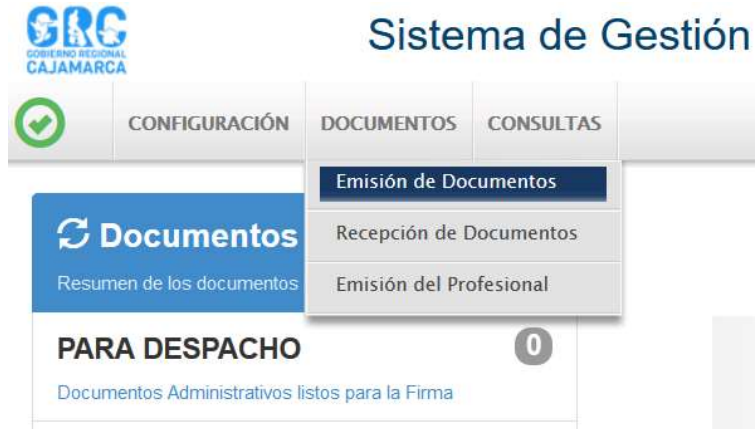 GRC
GOBIERNO REGIONAL
CAJAMARCA
Sistema de Gestión
CONFIGURACIÓN DOCUMENTOS CONSULTAS
Emisión de Documentos
Recepción de Documentos
Emisión del Profesional
Documentos
Resumen de los documentos
PARA DESPACHO 0
Documentos Administrativos listos para la Firma